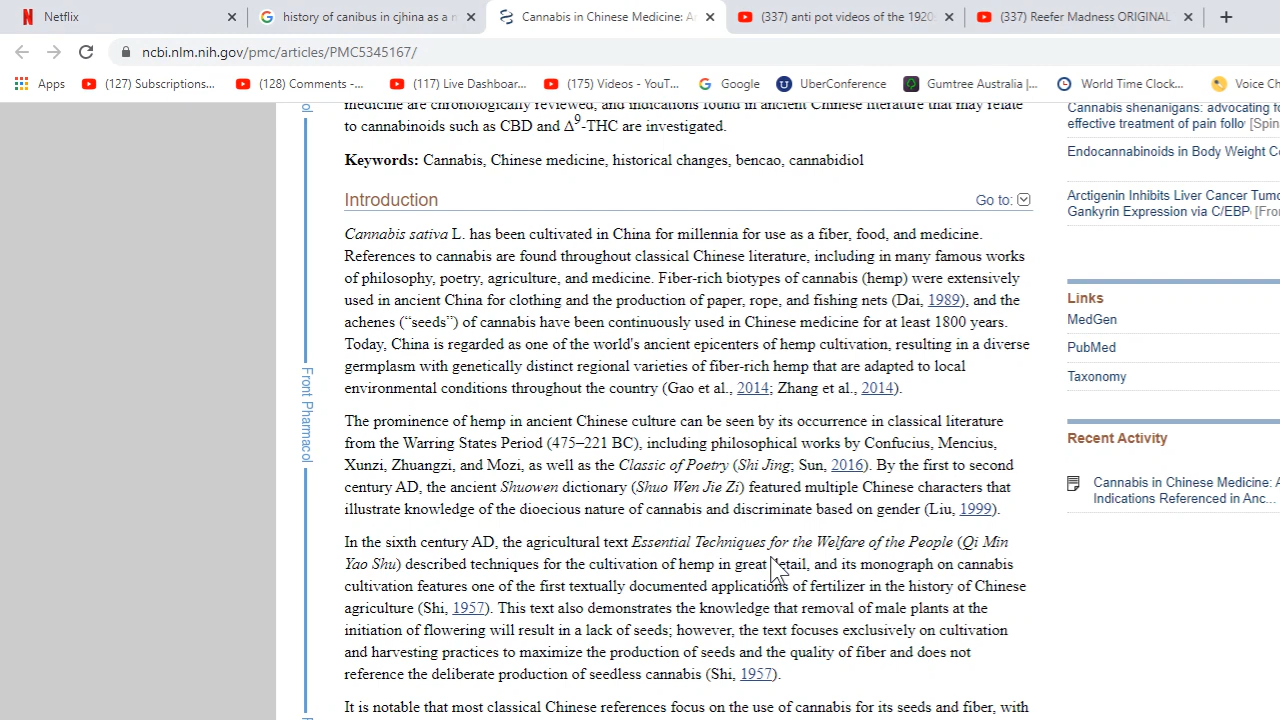 Netflix
history of canibus in cjhina as a m
Cannabis in Chinese Medicine: A
(337) anti pot videos of the 1920
(337) Reefer Madness ORIGINAL
ncbi.nlm.nih.gov/pmc/articles/PMC5345167/
Apps (127) Subscriptions... (128) Comments -... (117) Live Dashboar... (175) Videos - YouT... Google UberConference Gumtree Australia |... World Time Clock... Voice Ch
medicine are chronologically reviewed, and indications found in ancient Chinese literature that may relate
to cannabinoids such as CBD and Δ9-THC are investigated.
Keywords: Cannabis, Chinese medicine, historical changes, bencao, cannabidiol
Introduction
Go to:
Cannabis sativa L. has been cultivated in China for millennia for use as a fiber, food, and medicine.
References to cannabis are found throughout classical Chinese literature, including in many famous works
of philosophy, poetry, agriculture, and medicine. Fiber-rich biotypes of cannabis (hemp) were extensively
used in ancient China for clothing and the production of paper, rope, and fishing nets (Dai, 1989), and the
achenes (“seeds”) of cannabis have been continuously used in Chinese medicine for at least 1800 years.
Today, China is regarded as one of the world's ancient epicenters of hemp cultivation, resulting in a diverse
germplasm with genetically distinct regional varieties of fiber-rich hemp that are adapted to local
environmental conditions throughout the country (Gao et al., 2014; Zhang et al., 2014).
The prominence of hemp in ancient Chinese culture can be seen by its occurrence in classical literature
from the Warring States Period (475–221 BC), including philosophical works by Confucius, Mencius,
Xunzi, Zhuangzi, and Mozi, as well as the Classic of Poetry (Shi Jing; Sun, 2016). By the first to second
century AD, the ancient Shuowen dictionary (Shuo Wen Jie Zi) featured multiple Chinese characters that
illustrate knowledge of the dioecious nature of cannabis and discriminate based on gender (Liu, 1999).
In the sixth century AD, the agricultural text Essential Techniques for the Welfare of the People (Qi Min
Yao Shu) described techniques for the cultivation of hemp in great detail, and its monograph on cannabis
cultivation features one of the first textually documented applications of fertilizer in the history of Chinese
agriculture (Shi, 1957). This text also demonstrates the knowledge that removal of male plants at the
initiation of flowering will result in a lack of seeds; however, the text focuses exclusively on cultivation
and harvesting practices to maximize the production of seeds and the quality of fiber and does not
reference the deliberate production of seedless cannabis (Shi, 1957).
It is notable that most classical Chinese references focus on the use of cannabis for its seeds and fiber, with
Front Pharmacol
Cannabis shenanigans: advocating fo
effective treatment of pain follo [Spin
Endocannabinoids in Body Weight Co
Arctigenin Inhibits Liver Cancer Tumo
Gankyrin Expression via C/EBP [Fro
Links
MedGen
PubMed
Taxonomy
Recent Activity
Cannabis in Chinese Medicine: A
Indications Referenced in Anc...